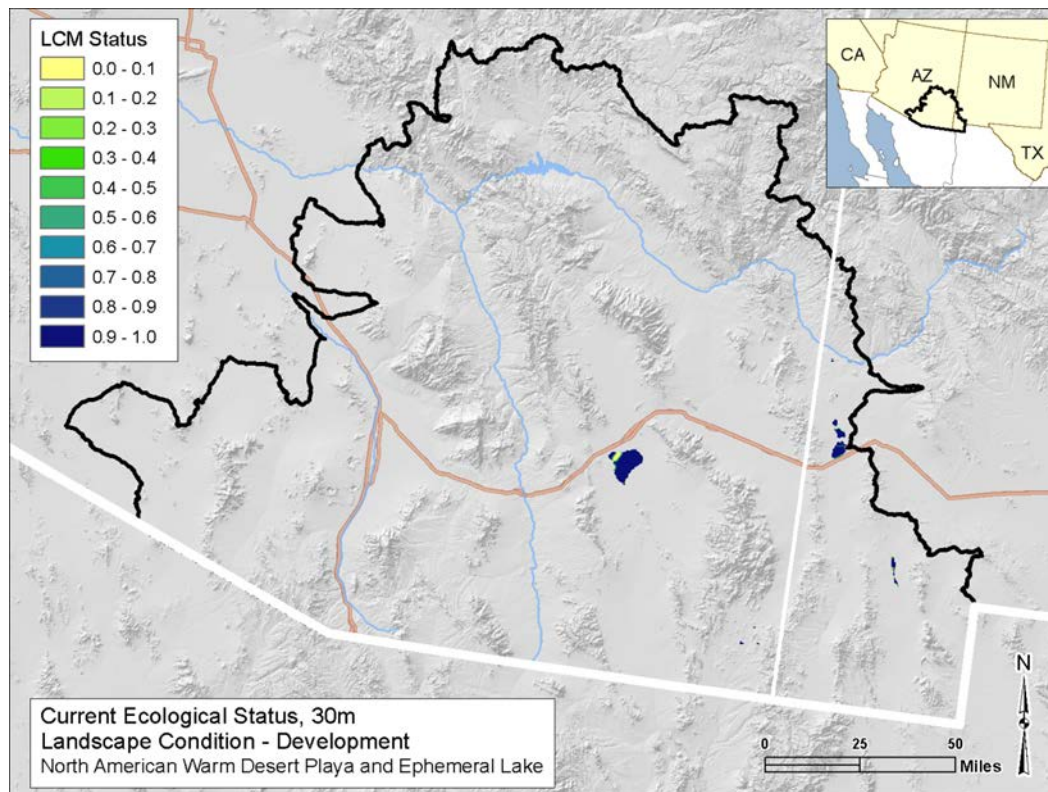 LCM Status
0.0 - 0.1
0.1 - 0.2
0.2 - 0.3
0.3 - 0.4
0.4 - 0.5
0.5 - 0.6
0.6 - 0.7
0.7 - 0.8
0.8 - 0.9
0.9 - 1.0
CA
AZ
NM
TX
Current Ecological Status, 30m
Landscape Condition - Development
North American Warm Desert Playa and Ephemeral Lake
N
0 25 50
Miles